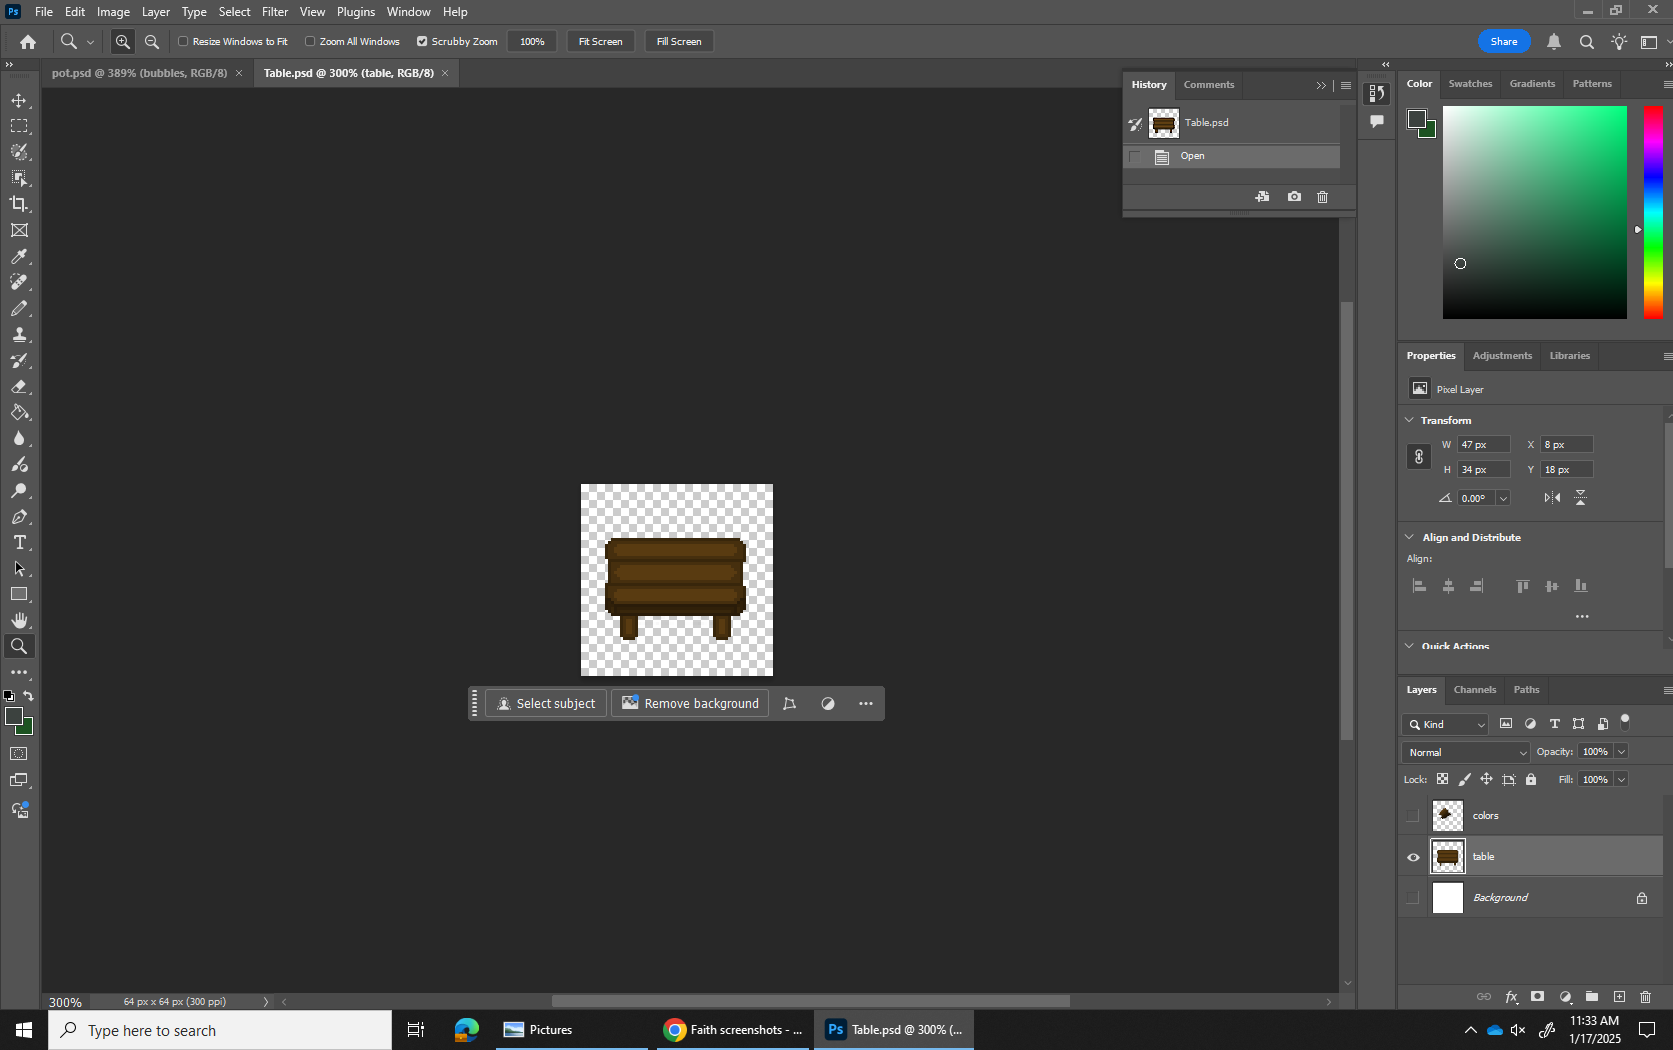 Ps File Edit Image Layer Type Select Filter View Plugins Window Help
Resize Windows to Fit Zoom All Windows Scrubby Zoom 100% Fit Screen Fill Screen Share
pot.psd @ 389% (bubbles, RGB/8) × Table.psd @ 300% (table, RGB/8) ×
History Comments
Table.psd
Open
Color Swatches Gradients Patterns
Properties Adjustments Libraries
Pixel Layer
Transform
W 47 px X 8 px
H 34 px Y 18 px
0.00°
Align and Distribute
Align:
Quick Actions
Select subject Remove background
Layers Channels Paths
Kind
Normal Opacity: 100%
Lock: Fill: 100%
colors
table
Background
fx
300% 64 px x 64 px (300 ppi)
Type here to search
Pictures
Faith screenshots - ...
Ps Table.psd @ 300% (...
11:33 AM
1/17/2025